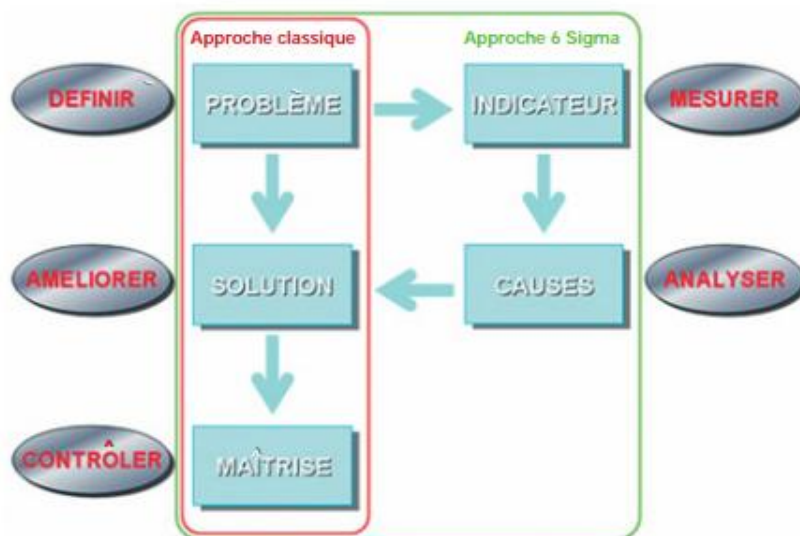 Approche classique
Approche 6 Sigma
DEFINIR
PROBLÈME
INDICATEUR
MESURER
AMELIORER
SOLUTION
CAUSES
ANALYSER
CONTRÔLER
MAÎTRISE